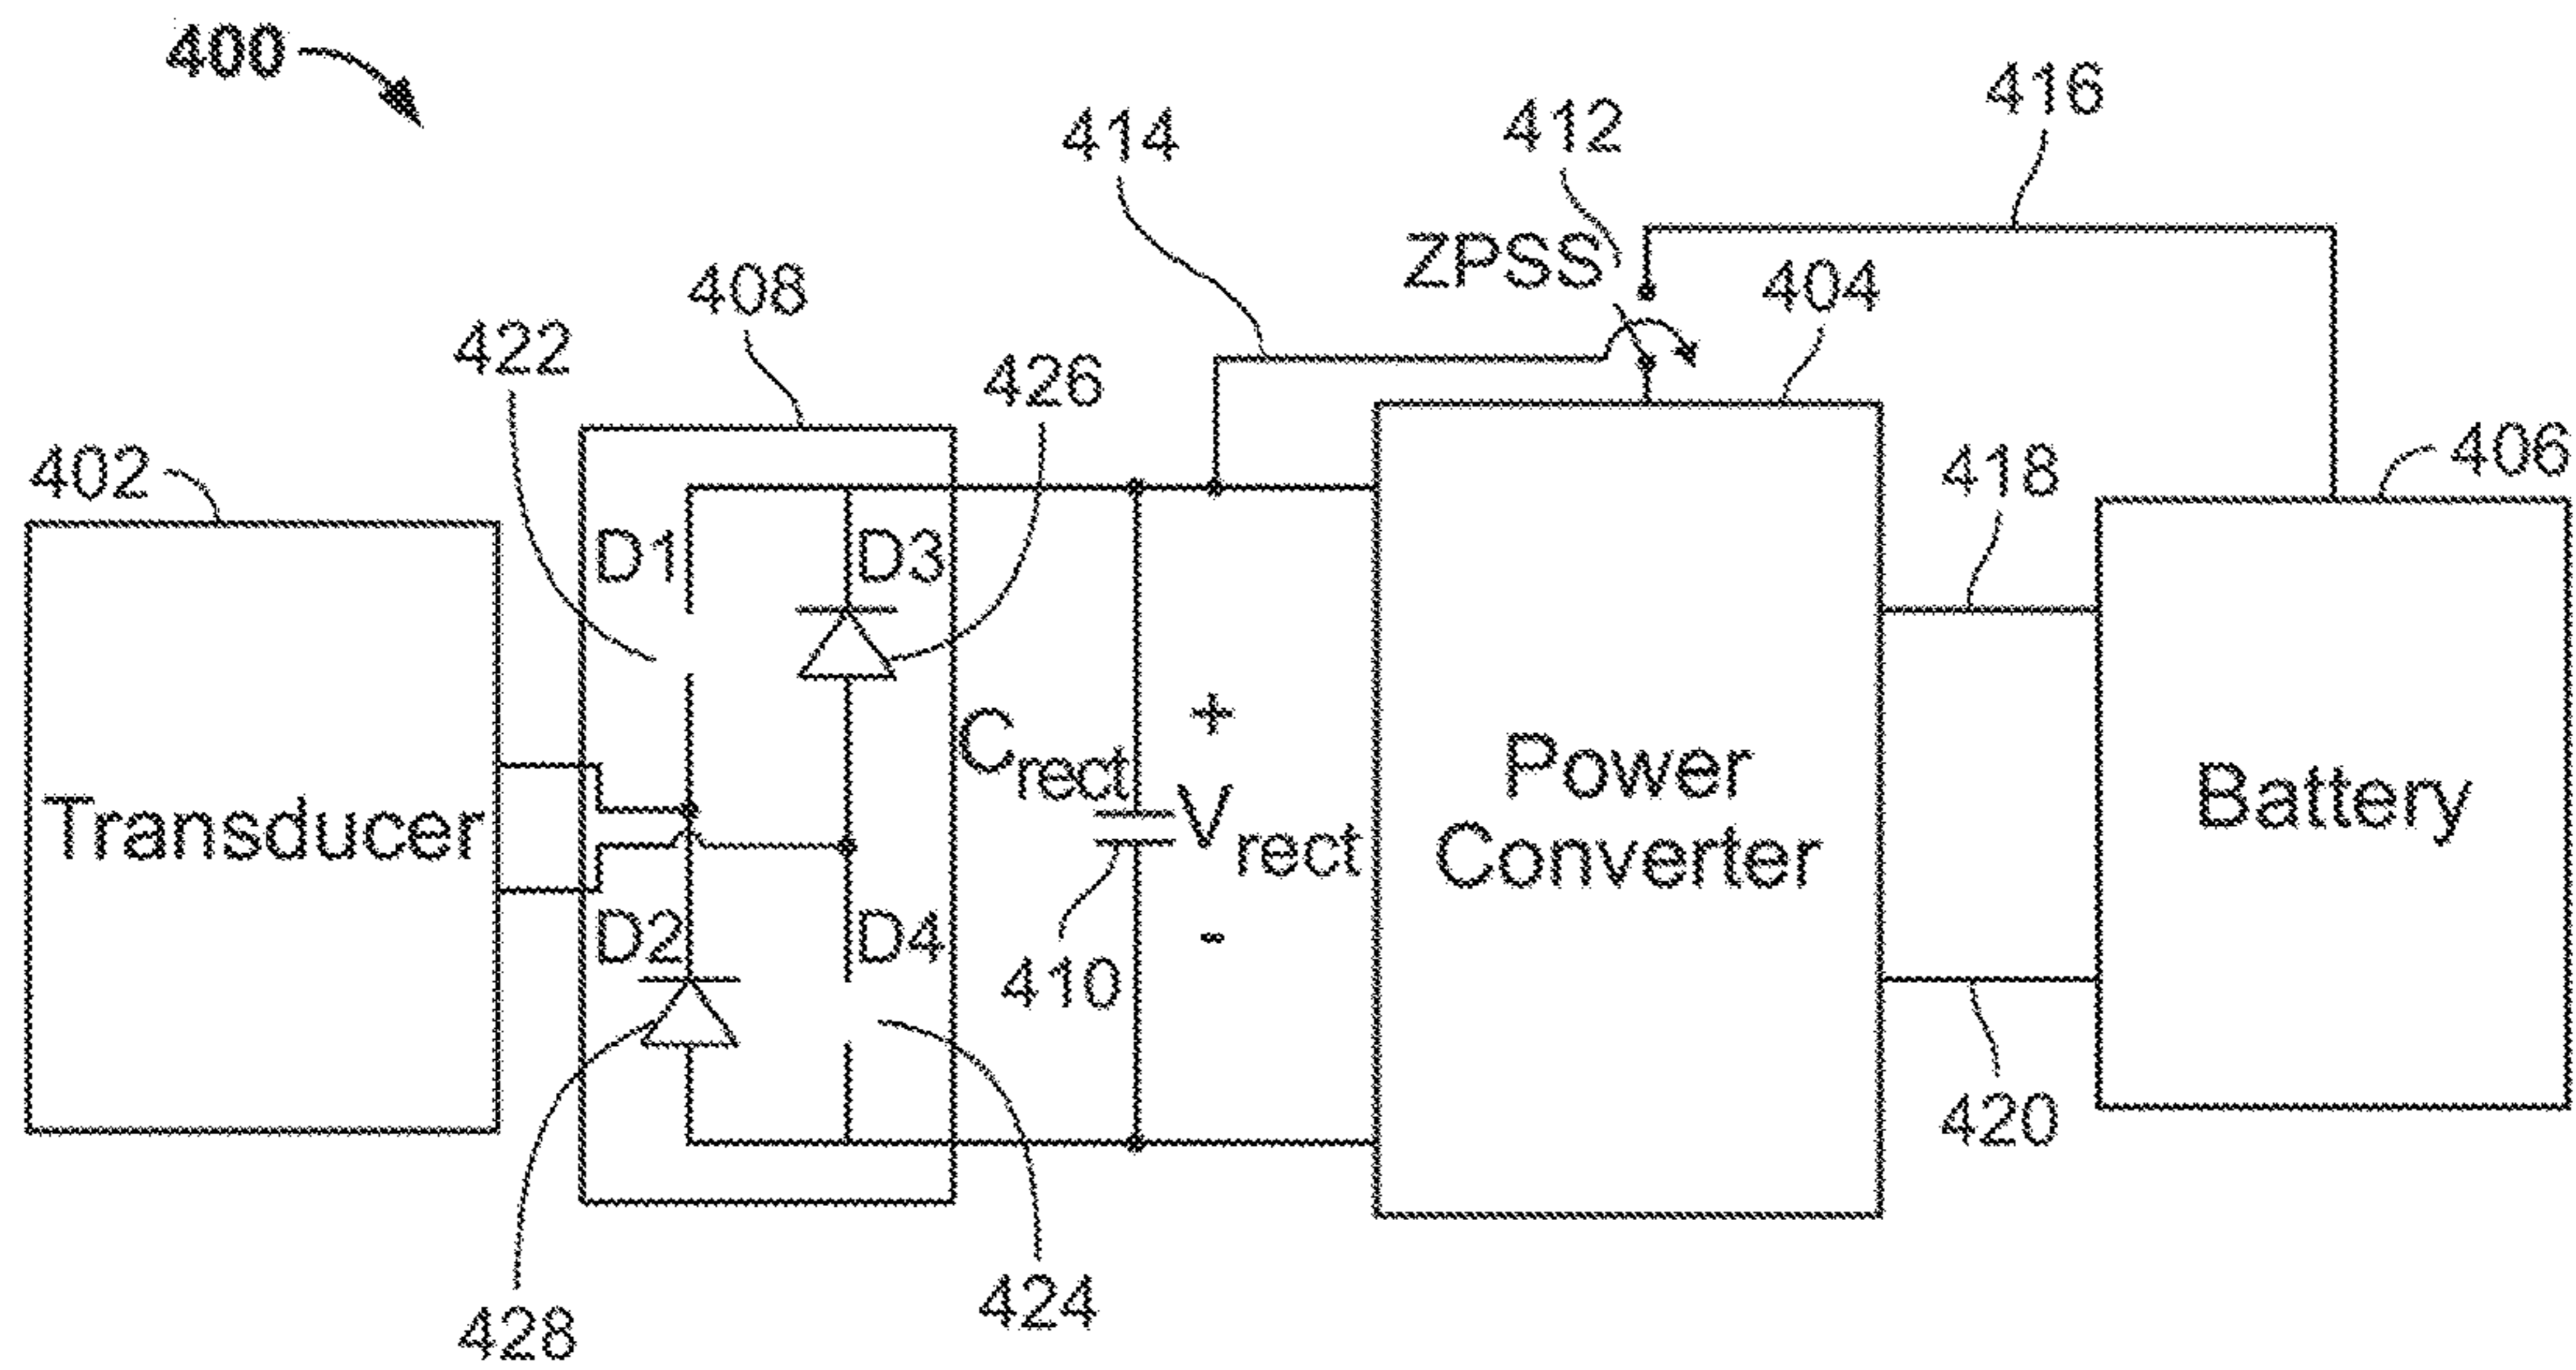 400
416
414
412
ZPSS
408
404
422
426
402
418
406
D1
D3
Crect
+
Vrect
-
Transducer
Power
Converter
Battery
D2
D4
410
420
424
428